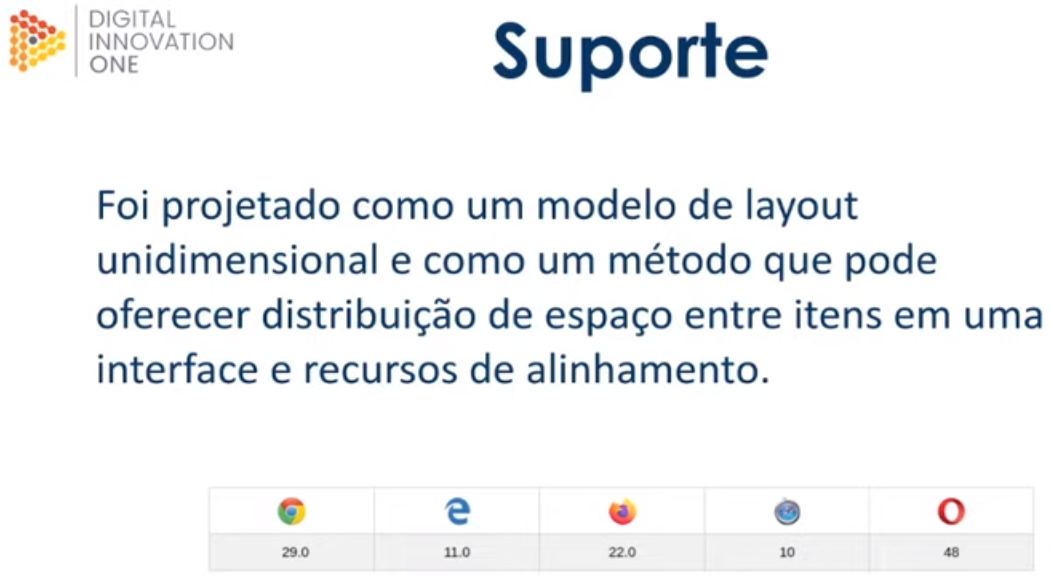 DIGITAL
INNOVATION
ONE
Suporte
Foi projetado como um modelo de layout
unidimensional e como um método que pode
oferecer distribuição de espaço entre itens em uma
interface e recursos de alinhamento.
29.0 11.0 22.0 10 48